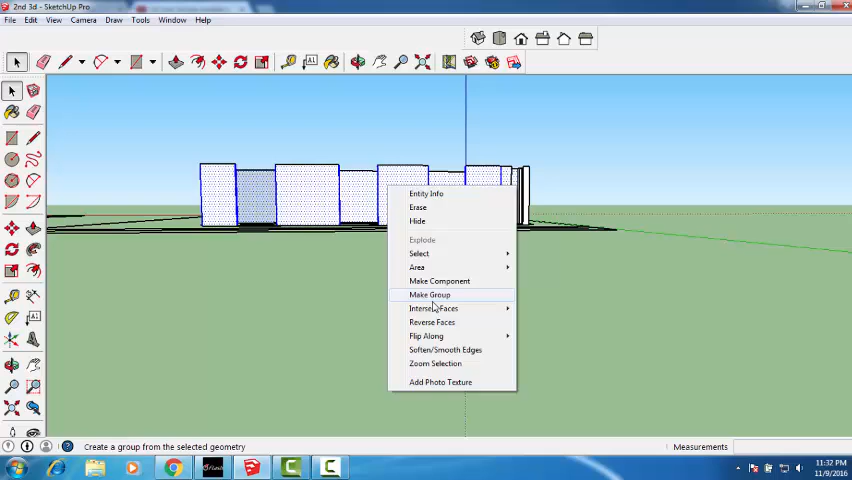 2nd 3d - SketchUp Pro
File Edit View Camera Draw Tools Window Help
A1
Entity Info
Erase
Hide
Explode
Select
Area
Make Component
Make Group
Intersect Faces
Reverse Faces
Flip Along
Soften/Smooth Edges
Zoom Selection
Add Photo Texture
Create a group from the selected geometry
Measurements
11:32 PM
11/9/2016